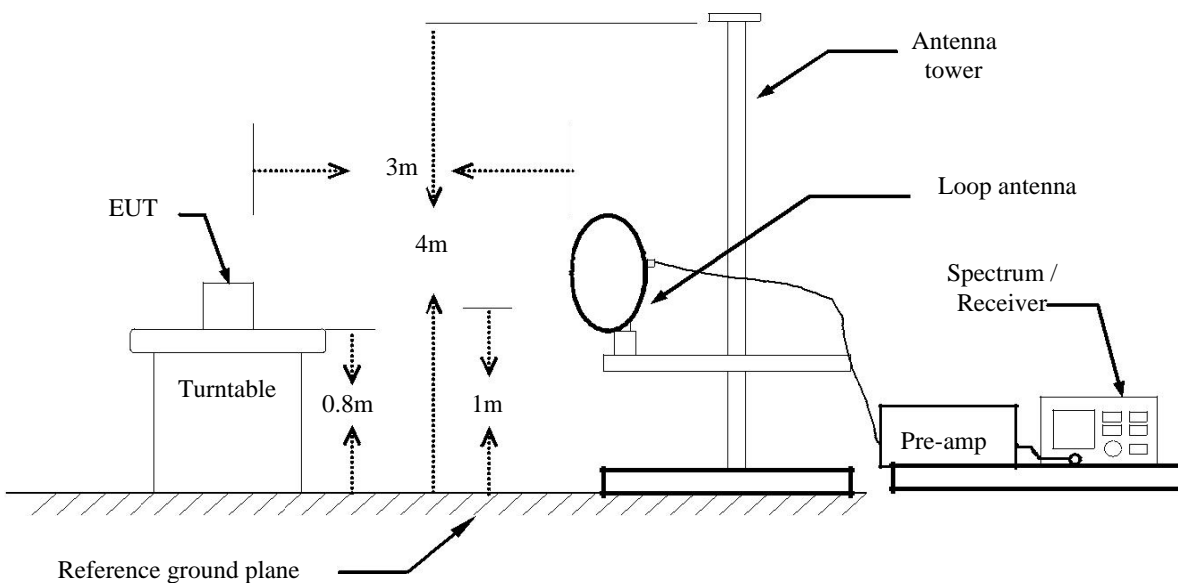 Antenna
tower
3m
Loop antenna
EUT
4m
Spectrum /
Receiver
Turntable
0.8m
1m
Pre-amp
Reference ground plane